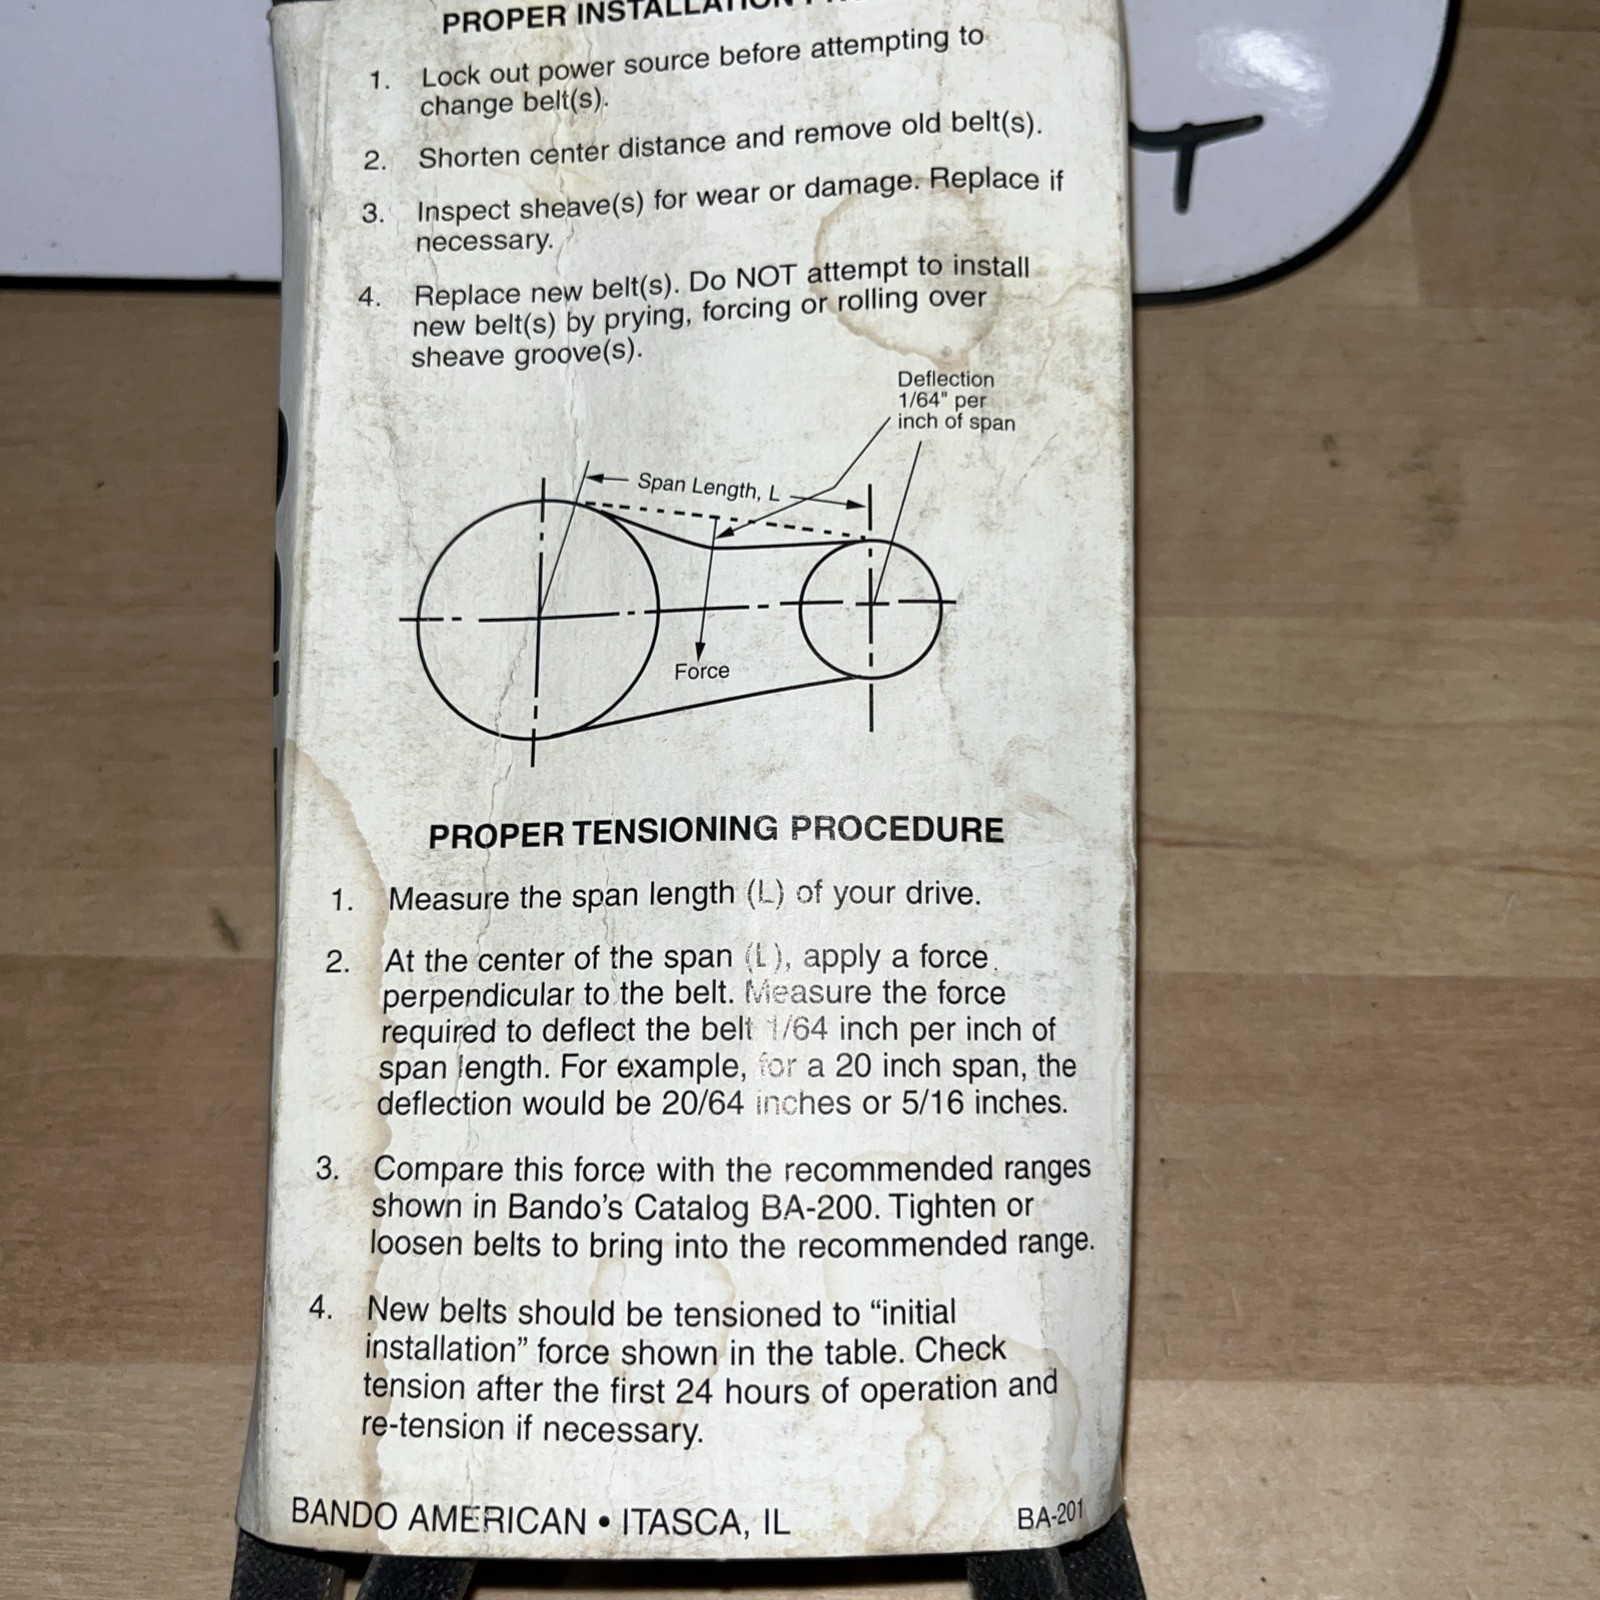 PROPER INSTALLATION
1. Lock out power source before attempting to
change belt(s).
2. Shorten center distance and remove old belt(s).
3. Inspect sheave(s) for wear or damage. Replace if
necessary.
4. Replace new belt(s). Do NOT attempt to install
new belt(s) by prying, forcing or rolling over
sheave groove(s).
Deflection
1/64" per
inch of span
Span Length, L
Force
PROPER TENSIONING PROCEDURE
1. Measure the span length (L) of your drive.
2. At the center of the span (L), apply a force
perpendicular to the belt. Measure the force
required to deflect the belt 1/64 inch per inch of
span length. For example, for a 20 inch span, the
deflection would be 20/64 inches or 5/16 inches.
3. Compare this force with the recommended ranges
shown in Bando's Catalog BA-200. Tighten or
loosen belts to bring into the recommended range.
4. New belts should be tensioned to “initial
installation” force shown in the table. Check
tension after the first 24 hours of operation and
re-tension if necessary.
BANDO AMERICAN • ITASCA, IL
BA-201